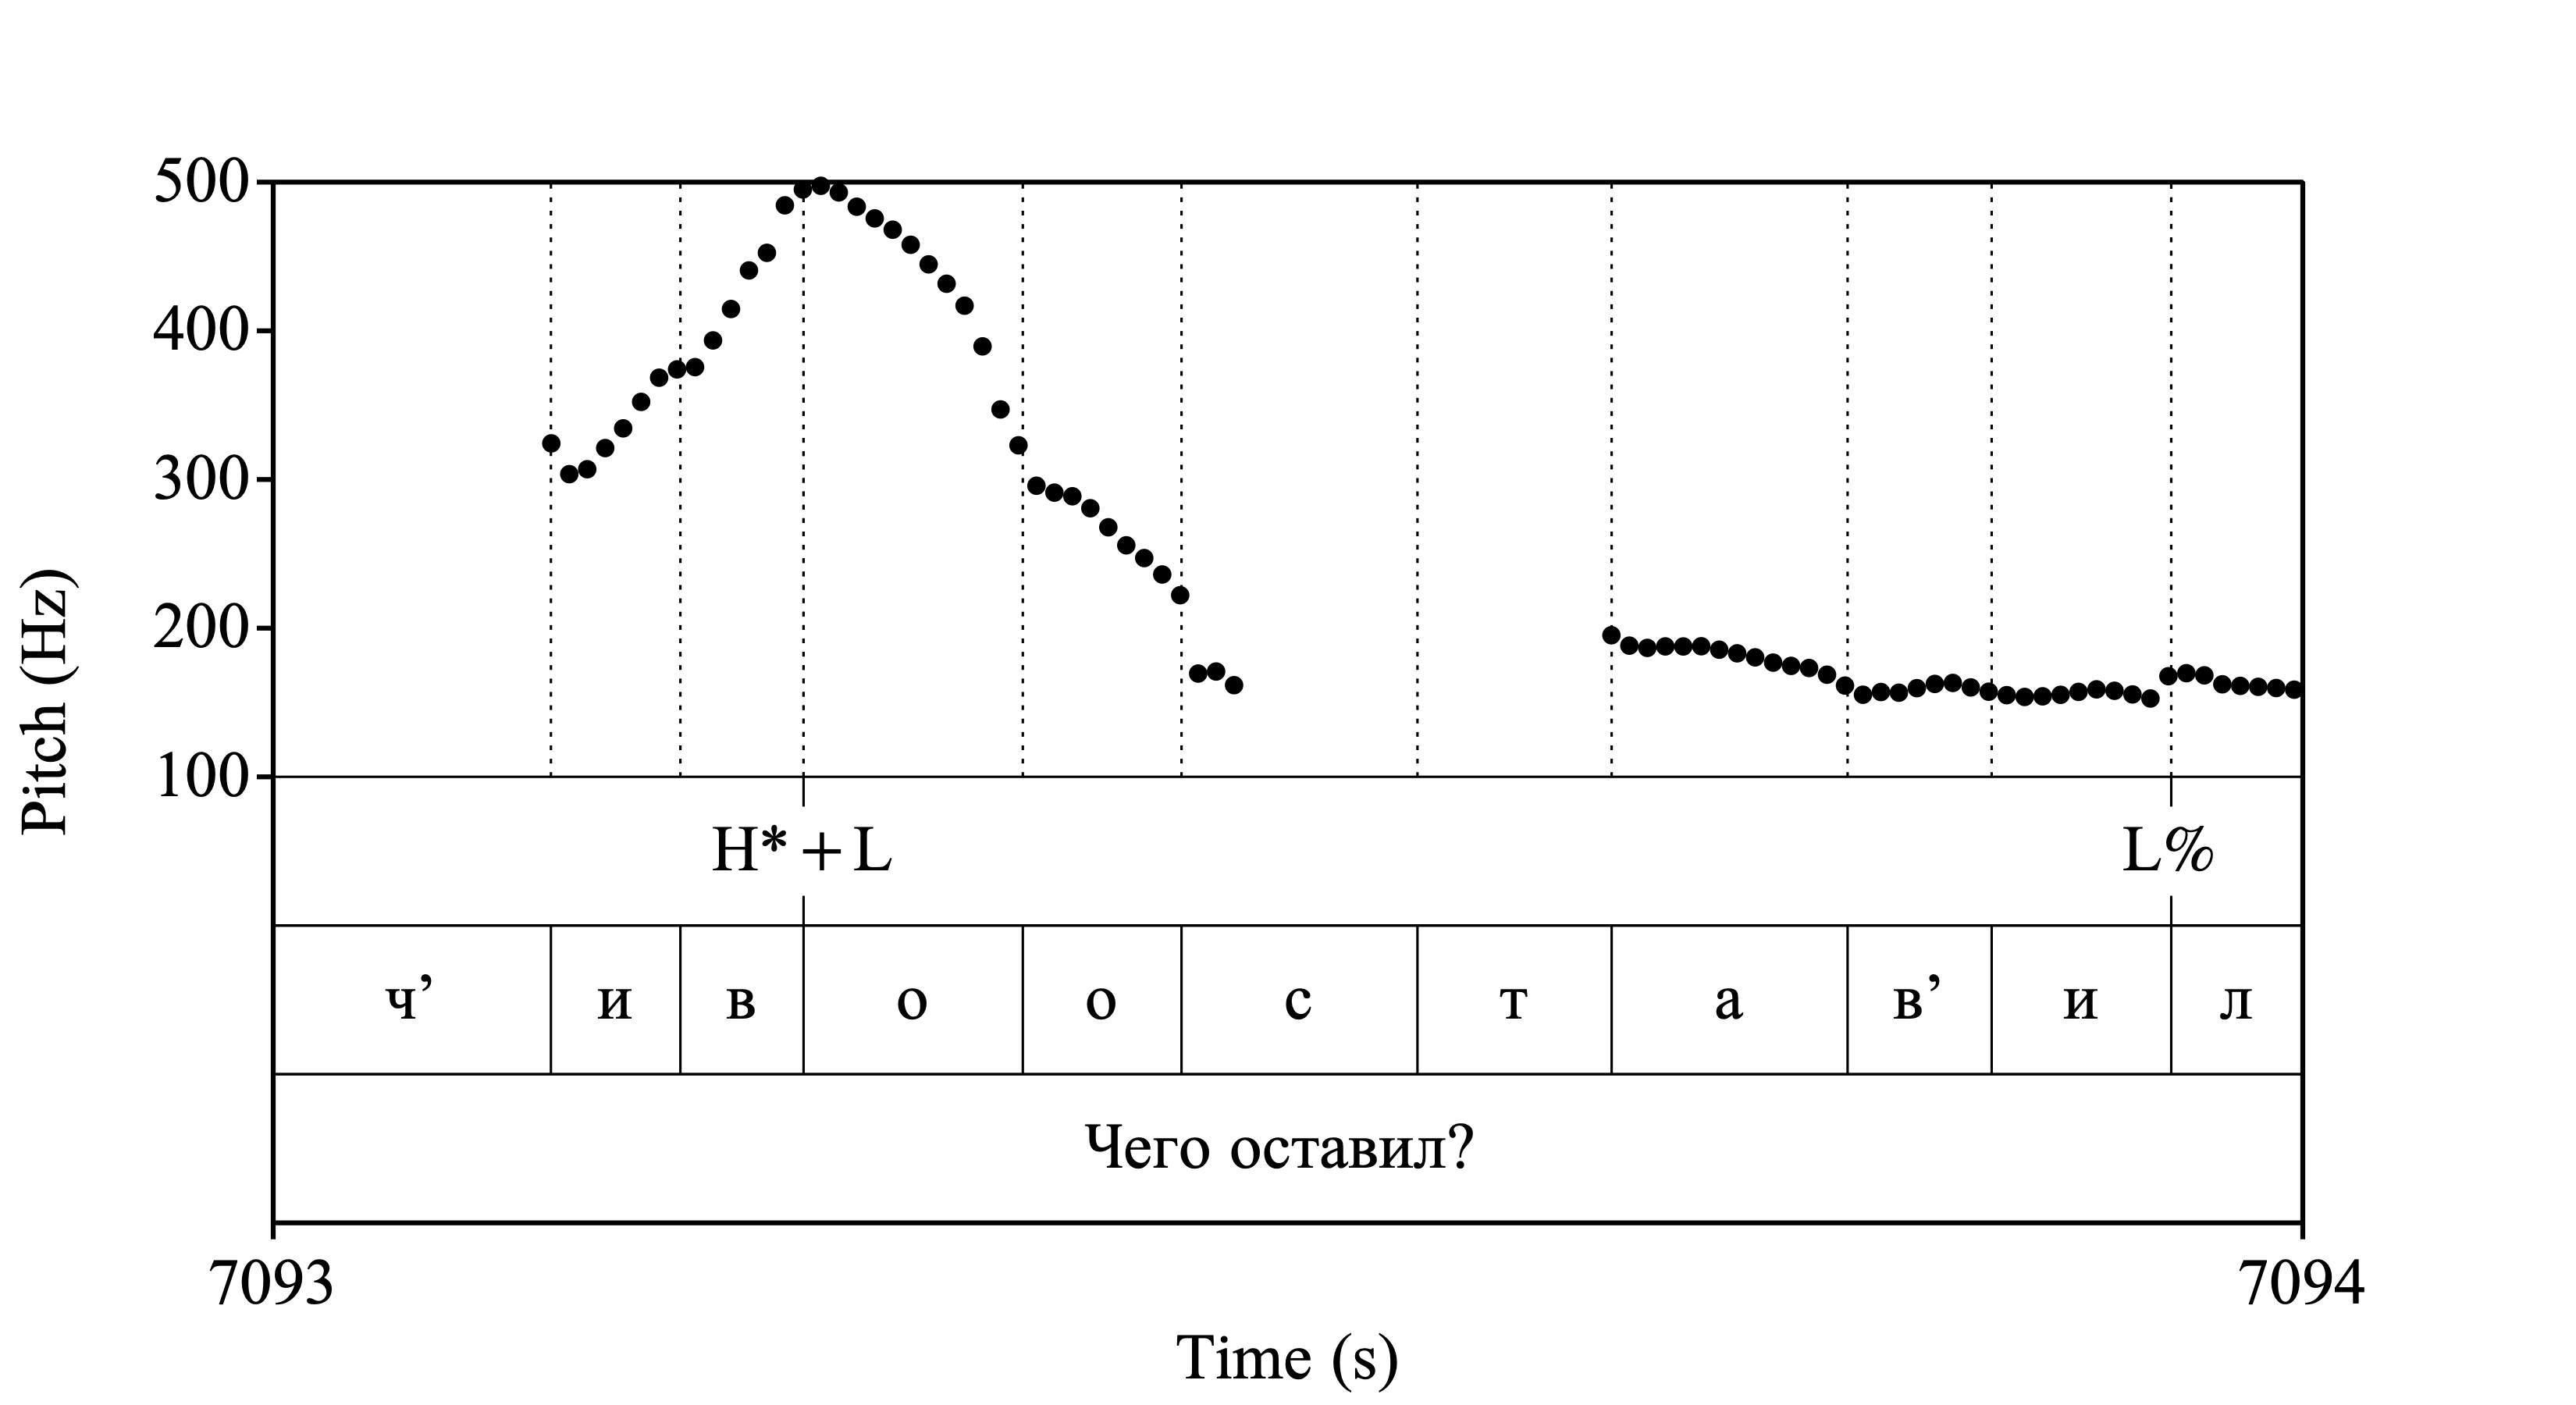 500
400
300
200
100
Pitch (Hz)
H* + L L%
ч’ и в о о с т а в’ и л
Чего оставил?
7093 7094
Time (s)